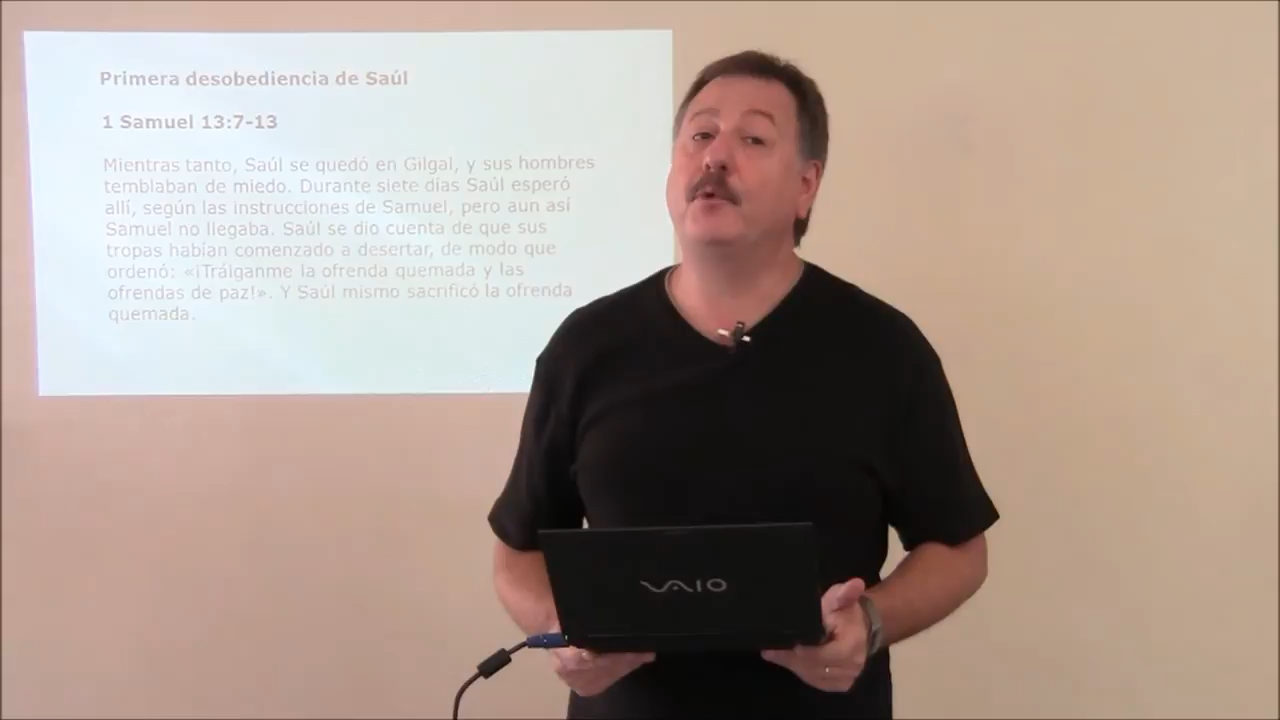 Primera desobediencia de Saúl
1 Samuel 13:7-13
Mientras tanto, Saúl se quedó en Gilgal, y sus hombres
temblaban de miedo. Durante siete días Saúl esperó
allí, según las instrucciones de Samuel, pero aun así
Samuel no llegaba. Saúl se dio cuenta de que sus
tropas habían comenzado a desertar, de modo que
ordenó: «¡Tráiganme la ofrenda quemada y las
ofrendas de paz!». Y Saúl mismo sacrificó la ofrenda
quemada.
VAIO